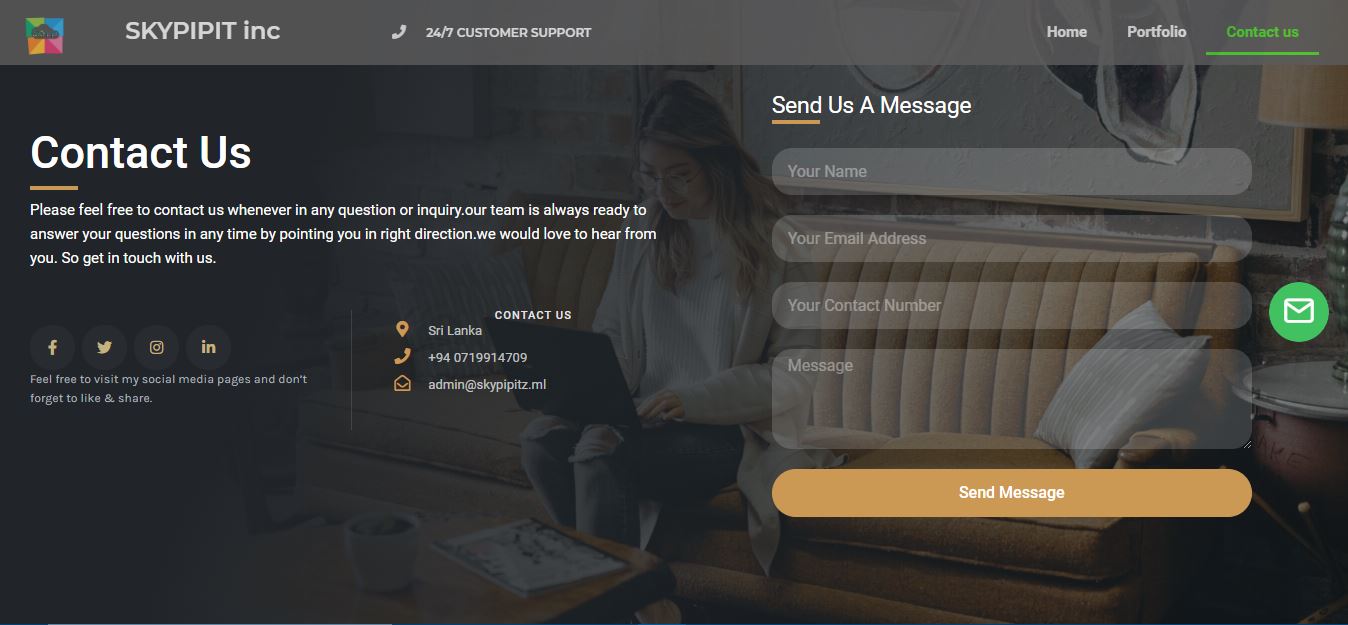 SKYPIPIT inc
24/7 CUSTOMER SUPPORT
Home
Portfolio
Contact us
Contact Us
Please feel free to contact us whenever in any question or inquiry.our team is always ready to
answer your questions in any time by pointing you in right direction.we would love to hear from
you. So get in touch with us.
Feel free to visit my social media pages and don't
forget to like & share.
CONTACT US
Sri Lanka
+94 0719914709
admin@skypipitz.ml
Send Us A Message
Your Name
Your Email Address
Your Contact Number
Message
Send Message